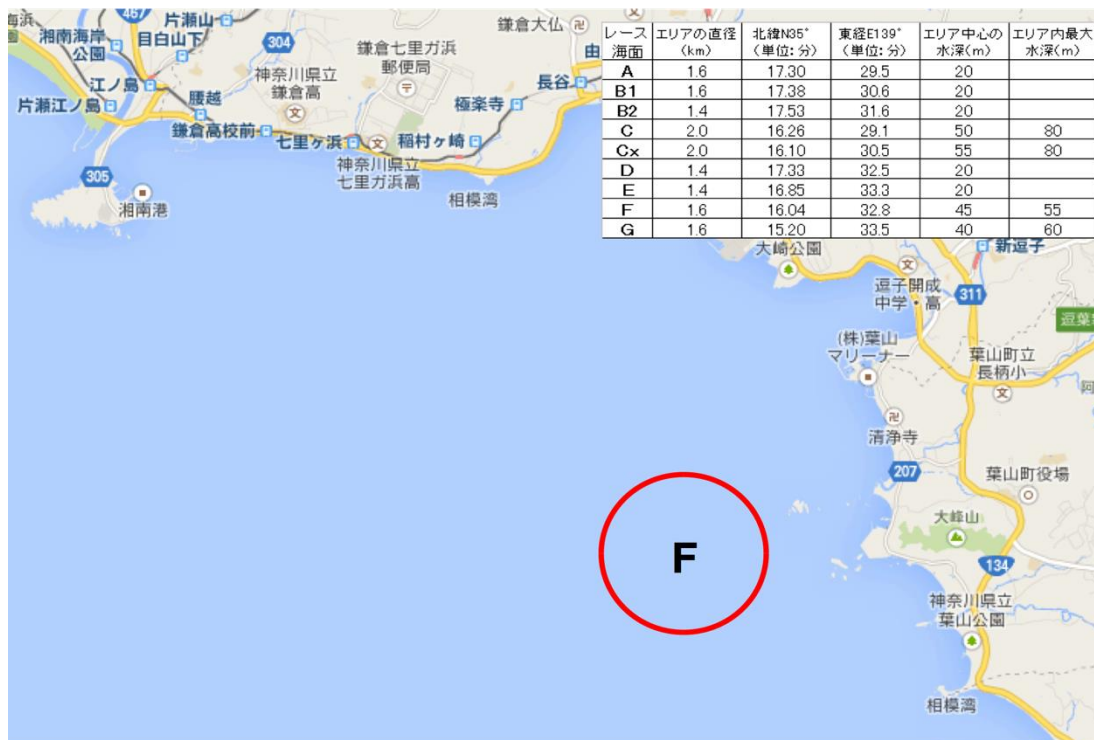 海浜
467
片瀬山
鎌倉大仏
湘南海岸
公園
目白山下
304
鎌倉七里ガ浜
郵便局
神奈川県立
鎌倉高
江ノ島
長谷
片瀬江ノ島
腰越
極楽寺
鎌倉高校前
七里ヶ浜
稲村ヶ崎
神奈川県立
七里ガ浜高
305
湘南港
相模湾
レース
海面
エリアの直径
(km)
北緯N35°
(単位: 分)
東経E139°
(単位: 分)
エリア中心の
水深(m)
エリア内最大
水深(m)
A 1.6 17.30 29.5 20
B1 1.6 17.38 30.6 20
B2 1.4 17.53 31.6 20
C 2.0 16.26 29.1 50 80
Cx 2.0 16.10 30.5 55 80
D 1.4 17.33 32.5 20
E 1.4 16.85 33.3 20
F 1.6 16.04 32.8 45 55
G 1.6 15.20 33.5 40 60
大崎公園
新逗子
逗子開成
中学・高
311
逗葉
(株)葉山
マリーナー
葉山町立
長柄小
清浄寺
207
葉山町役場
大峰山
F
134
神奈川県立
葉山公園
相模湾